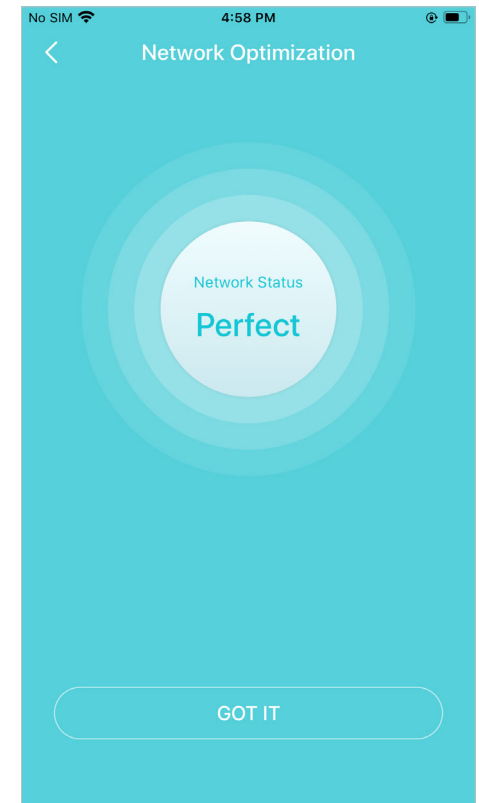 No SIM 4:58 PM
Network Optimization
Network Status
Perfect
GOT IT